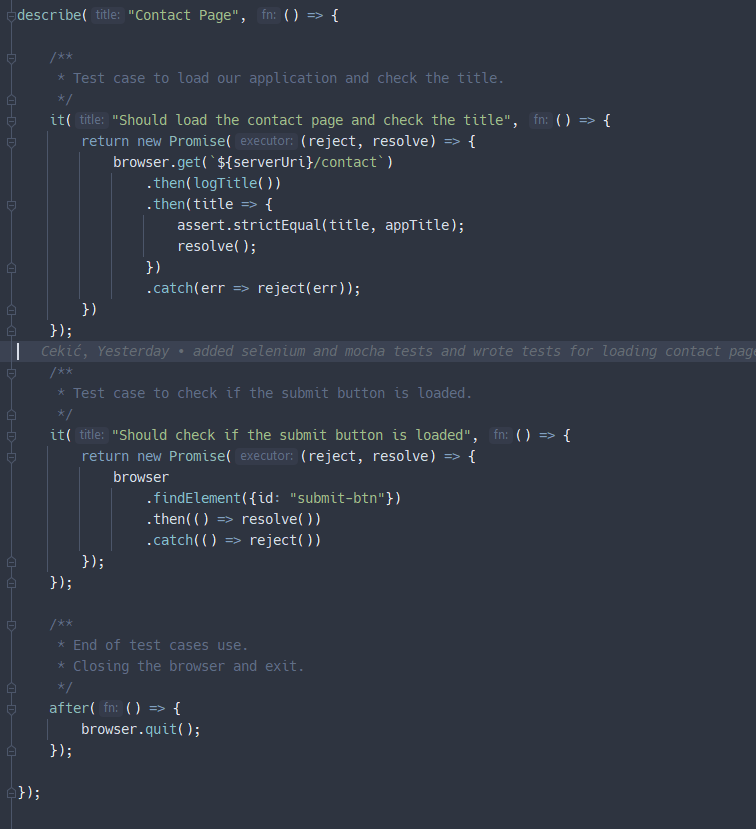 describe( title: "Contact Page", fn: () => {
/**
* Test case to load our application and check the title.
*/
it( title: "Should load the contact page and check the title", fn: () => {
return new Promise( executor: (reject, resolve) => {
browser.get(`${serverUri}/contact`)
.then(logTitle())
.then(title => {
assert.strictEqual(title, appTitle);
resolve();
})
.catch(err => reject(err));
})
});
Cekić, Yesterday • added selenium and mocha tests and wrote tests for loading contact page
/**
* Test case to check if the submit button is loaded.
*/
it( title: "Should check if the submit button is loaded", fn: () => {
return new Promise( executor: (reject, resolve) => {
browser
.findElement({id: "submit-btn"})
.then(() => resolve())
.catch(() => reject())
});
});
/**
* End of test cases use.
* Closing the browser and exit.
*/
after( fn: () => {
browser.quit();
});
});